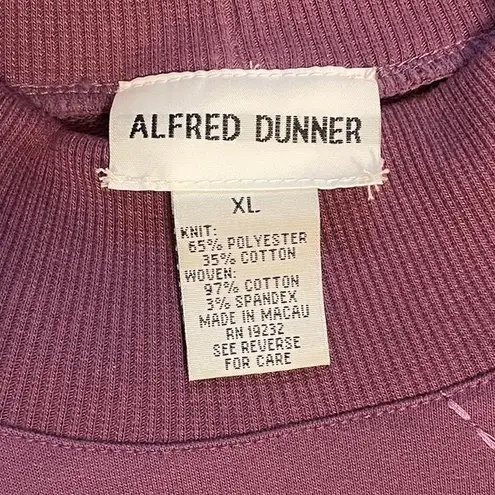 ALFRED DUNNER
XL
KNIT:
65% POLYESTER
35% COTTON
WOVEN:
97% COTTON
3% SPANDEX
MADE IN MACAU
RN 19232
SEE REVERSE
FOR CARE